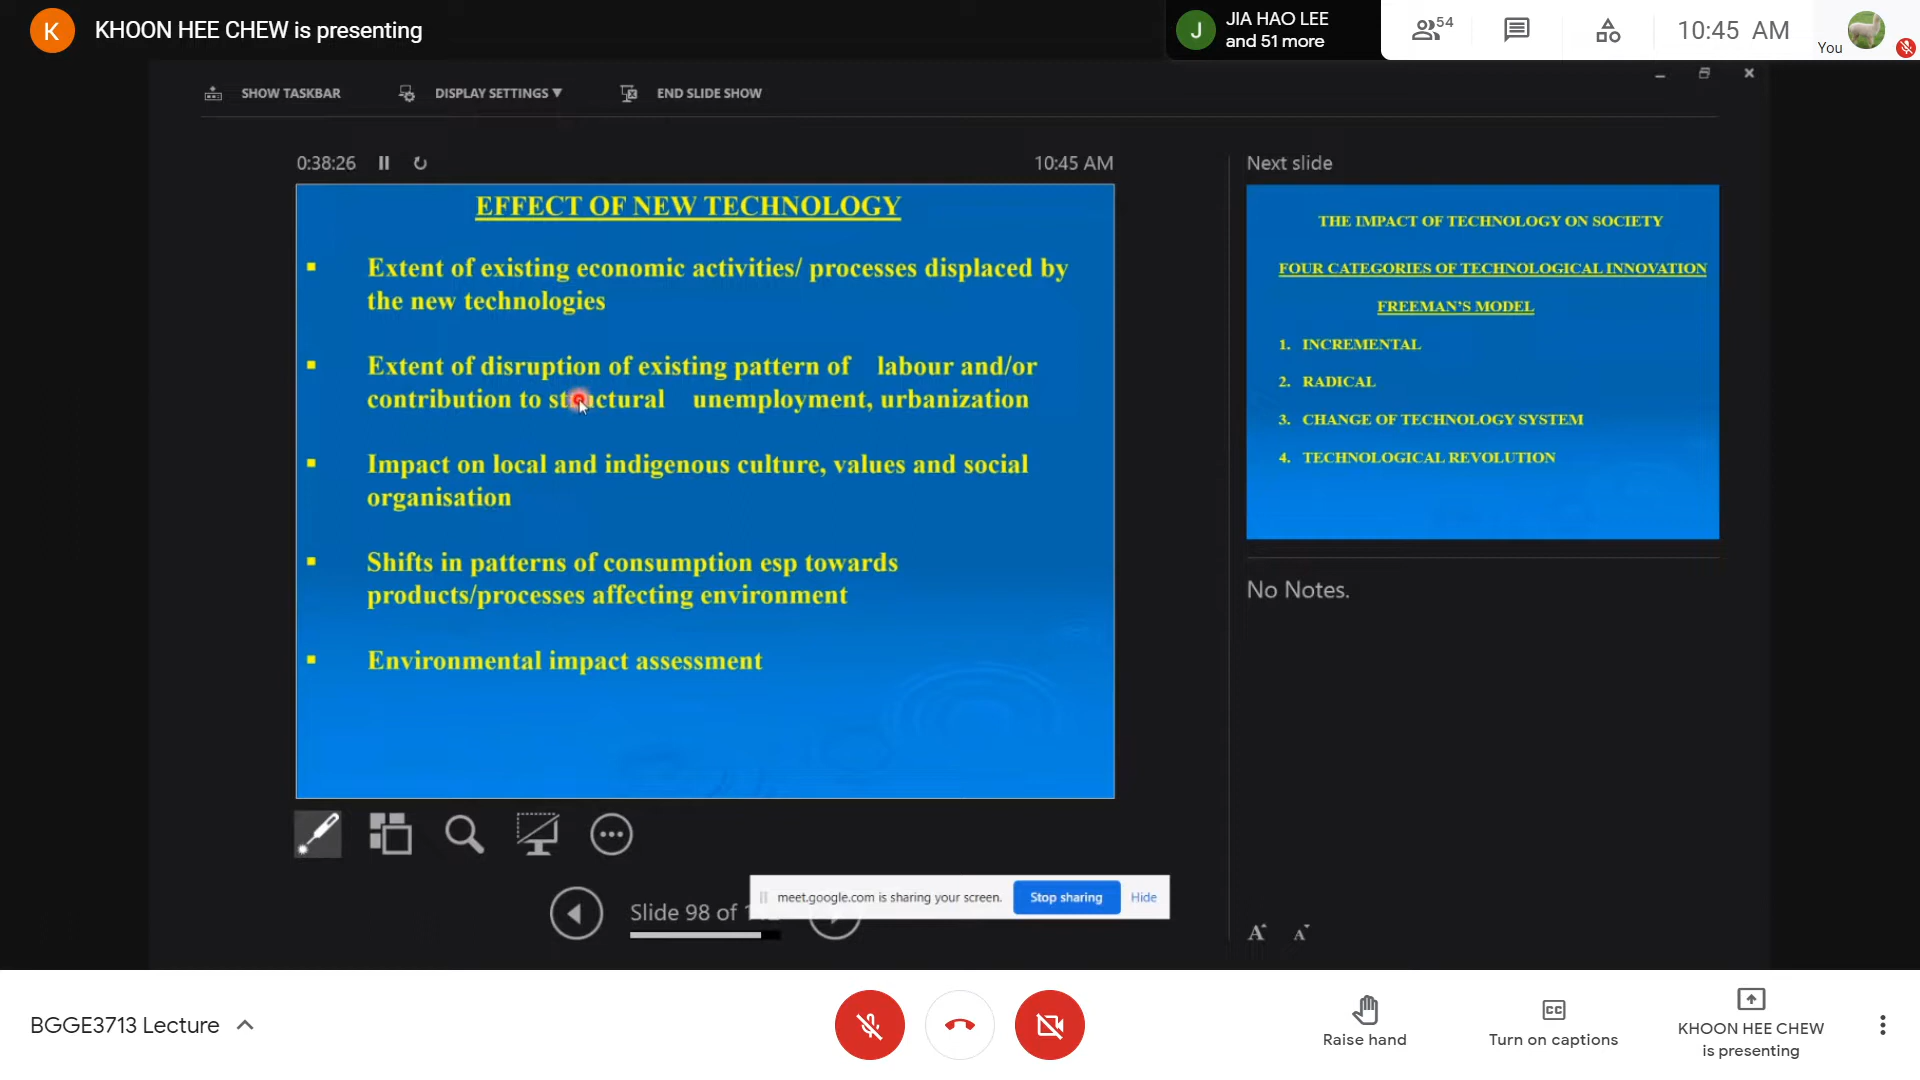 K
KHOON HEE CHEW is presenting
J
JIA HAO LEE
and 51 more
54
10:45 AM
You
SHOW TASKBAR
DISPLAY SETTINGS ▼
END SLIDE SHOW
0:38:26
10:45 AM
Next slide
EFFECT OF NEW TECHNOLOGY
▪ Extent of existing economic activities/ processes displaced by
the new technologies
▪ Extent of disruption of existing pattern of labour and/or
contribution to structural unemployment, urbanization
▪ Impact on local and indigenous culture, values and social
organisation
▪ Shifts in patterns of consumption esp towards
products/processes affecting environment
▪ Environmental impact assessment
THE IMPACT OF TECHNOLOGY ON SOCIETY
FOUR CATEGORIES OF TECHNOLOGICAL INNOVATION
FREEMAN'S MODEL
1. INCREMENTAL
2. RADICAL
3. CHANGE OF TECHNOLOGY SYSTEM
4. TECHNOLOGICAL REVOLUTION
No Notes.
Slide 98 of
meet.google.com is sharing your screen.
Stop sharing
Hide
A A
BGGE3713 Lecture
Raise hand
CC
Turn on captions
KHOON HEE CHEW
is presenting